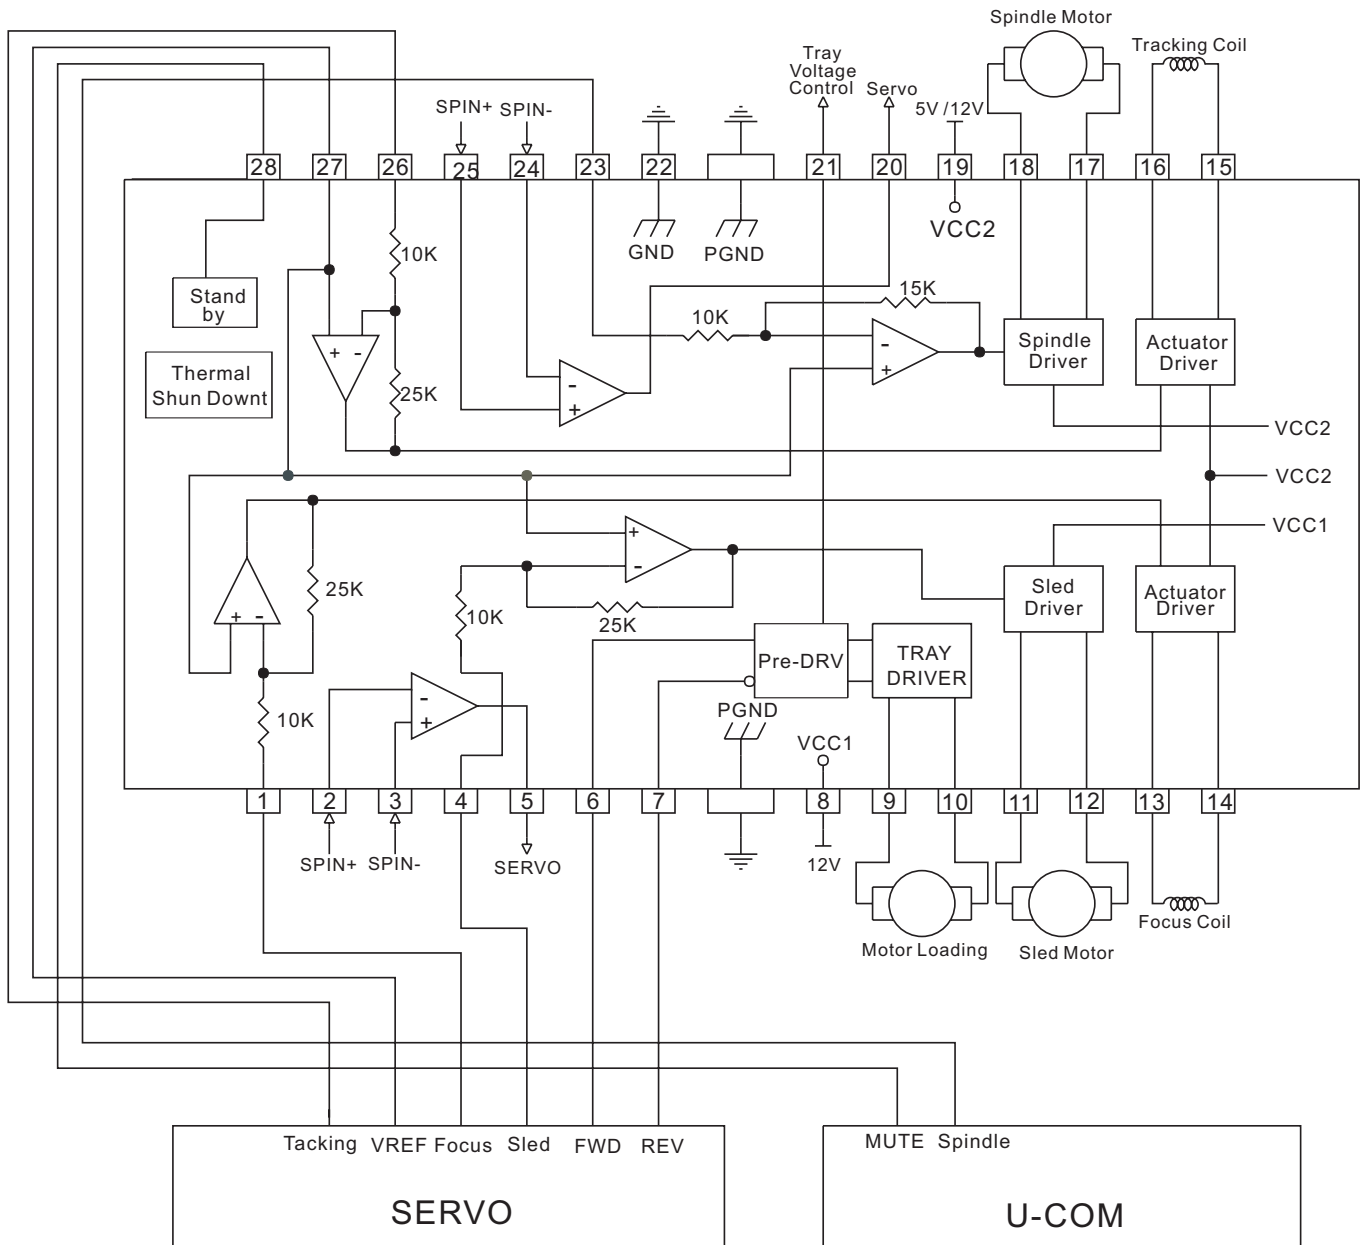 Spindle Motor
Tracking Coil
Tray
Voltage
Control
Servo
5V /12V
SPIN+
SPIN-
28
27
26
25
24
23
22
21
20
19
18
17
16
15
GND
PGND
VCC2
10K
Stand
by
15K
10K
+ -
-
+
-
+
Spindle
Driver
Actuator
Driver
Thermal
Shun Downt
25K
VCC2
VCC2
VCC1
+
-
25K
+ -
10K
25K
Sled
Driver
Actuator
Driver
Pre-DRV
TRAY
DRIVER
-
+
10K
PGND
VCC1
1
2
3
4
5
6
7
8
9
10
11
12
13
14
SPIN+
SPIN-
SERVO
12V
Motor Loading
Sled Motor
Focus Coil
Tacking
VREF
Focus
Sled
FWD
REV
MUTE
Spindle
SERVO
U-COM